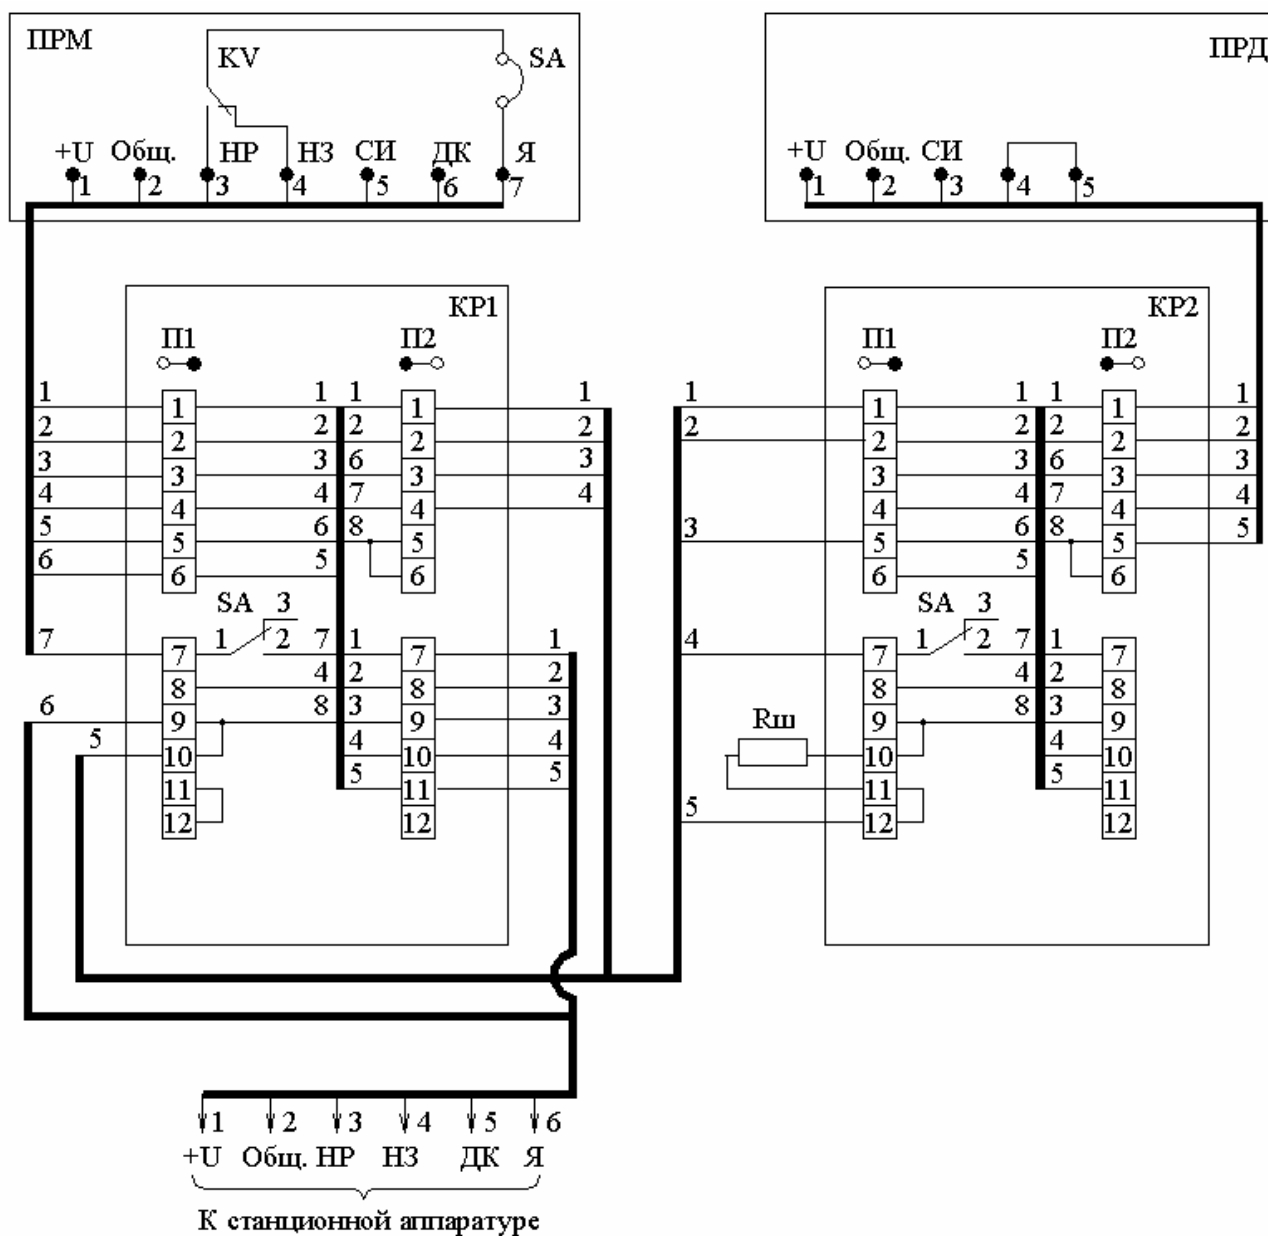 ПРМ
KV
SA
+U Общ. НР НЗ СИ ДК Я
1 2 3 4 5 6 7
ПРД
+U Общ. СИ
1 2 3 4 5
КР1
П1 П2
1 1 1 1 1 1
2 2 2 2 2 2
3 3 3 6 3 3
4 4 4 7 4 4
5 5 6 8 5
6 6 5 6
SA 3
7 7 1 2 7 1 7 1
8 4 2 8 2
6 9 8 3 9 3
5 10 4 10 4
11 5 11 5
12 12
КР2
П1 П2
1 1 1 1 1 1
2 2 2 2 2 2
3 3 6 3 3
4 4 7 4 4
3 5 6 8 5 5
6 5 6
SA 3
4 7 1 2 7 1 7
8 4 2 8
Rш 9 8 3 9
10 4 10
11 5 11
5 12 12
1 2 3 4 5 6
+U Общ. НР НЗ ДК Я
К станционной аппаратуре